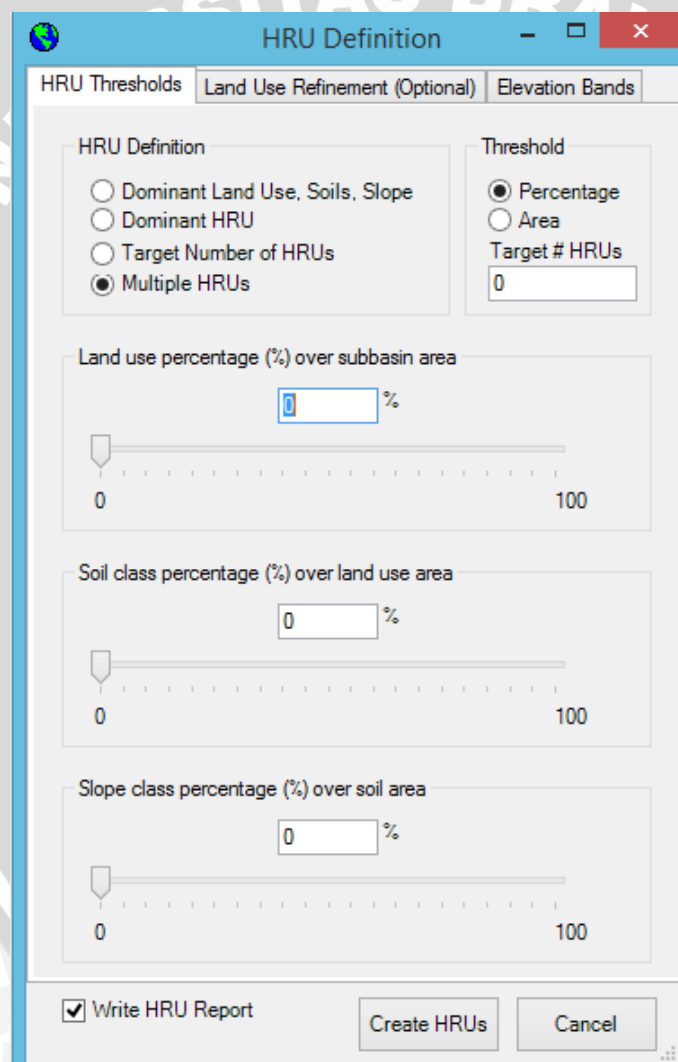 HRU Definition
HRU Thresholds
Land Use Refinement (Optional)
Elevation Bands
HRU Definition
Dominant Land Use, Soils, Slope
Dominant HRU
Target Number of HRUs
Multiple HRUs
Threshold
Percentage
Area
Target # HRUs
0
Land use percentage (%) over subbasin area
0 %
0 100
Soil class percentage (%) over land use area
0 %
0 100
Slope class percentage (%) over soil area
0 %
0 100
Write HRU Report
Create HRUs
Cancel